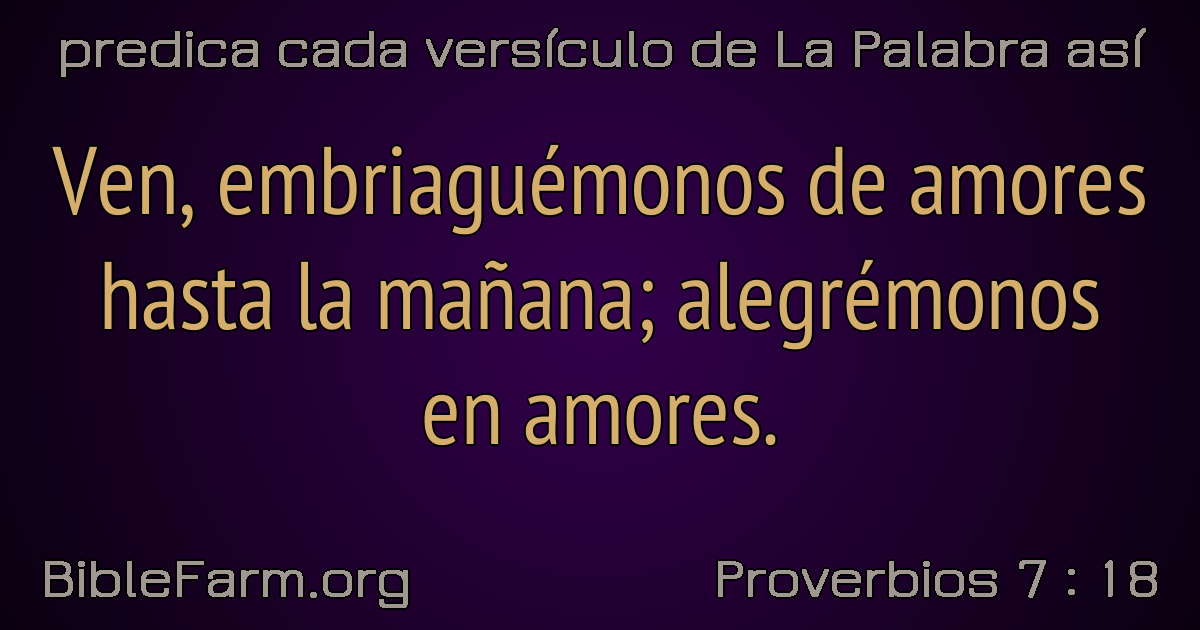 predica cada versículo de La Palabra así
Ven, embriaguémonos de amores
hasta la mañana; alegrémonos
en amores.
BibleFarm.org
Proverbios 7 : 18